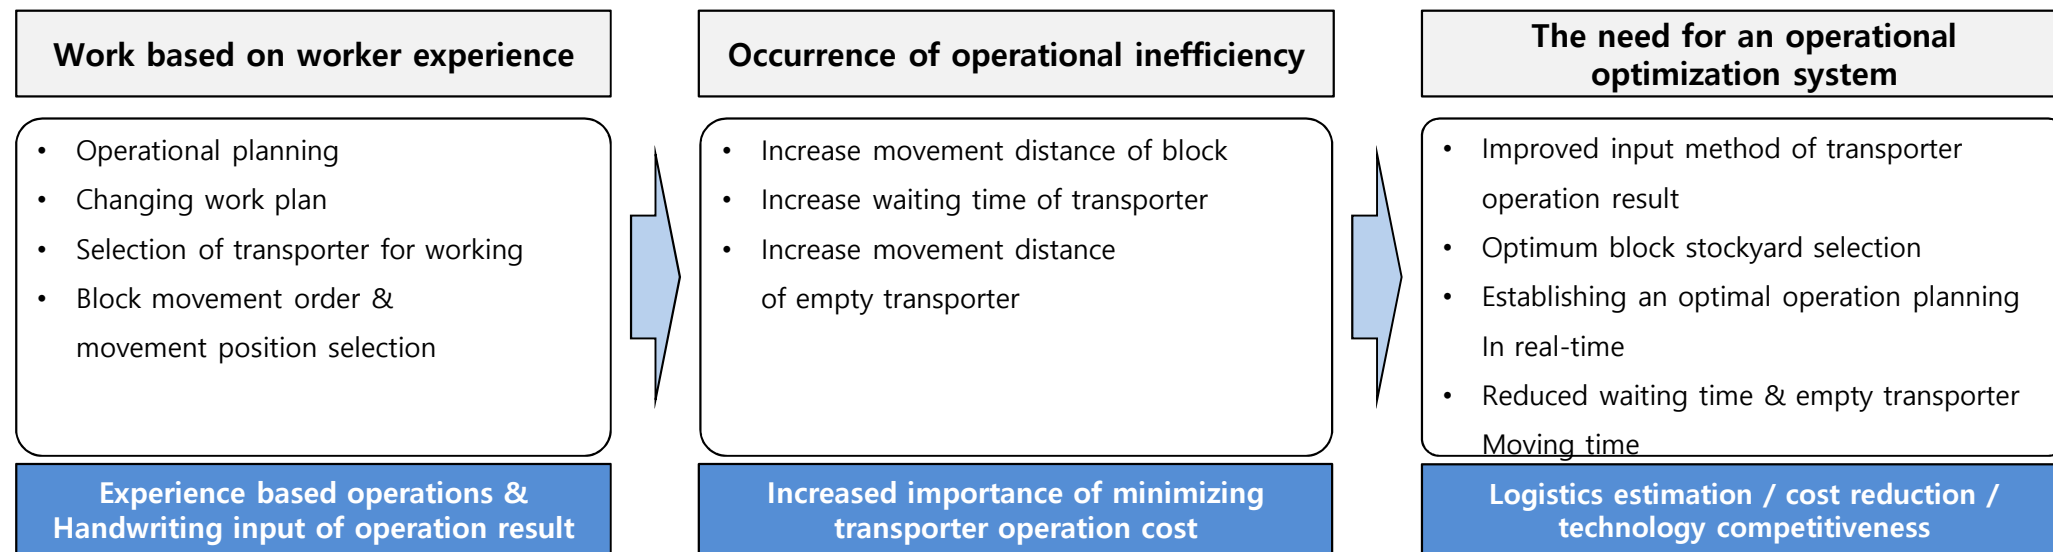 Work based on worker experience
• Operational planning
• Changing work plan
• Selection of transporter for working
• Block movement order &
movement position selection
Experience based operations &
Handwriting input of operation result
Occurrence of operational inefficiency
• Increase movement distance of block
• Increase waiting time of transporter
• Increase movement distance
of empty transporter
Increased importance of minimizing
transporter operation cost
The need for an operational
optimization system
• Improved input method of transporter
operation result
• Optimum block stockyard selection
• Establishing an optimal operation planning
In real-time
• Reduced waiting time & empty transporter
Moving time
Logistics estimation / cost reduction /
technology competitiveness